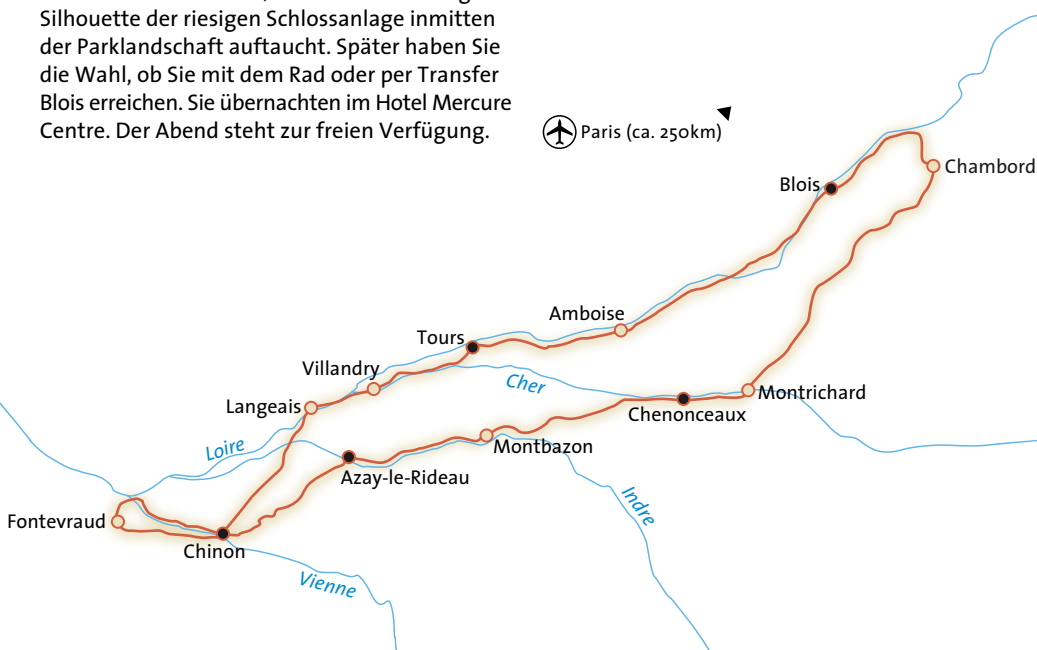 Silhouette der riesigen Schlossanlage inmitten
der Parklandschaft auftaucht. Später haben Sie
die Wahl, ob Sie mit dem Rad oder per Transfer
Blois erreichen. Sie übernachten im Hotel Mercure
Centre. Der Abend steht zur freien Verfügung.
Paris (ca. 250km)
Chambord
Blois
Amboise
Tours
Villandry
Cher
Montrichard
Langeais
Chenonceaux
Loire
Montbazon
Azay-le-Rideau
Indre
Fontevraud
Chinon
Vienne